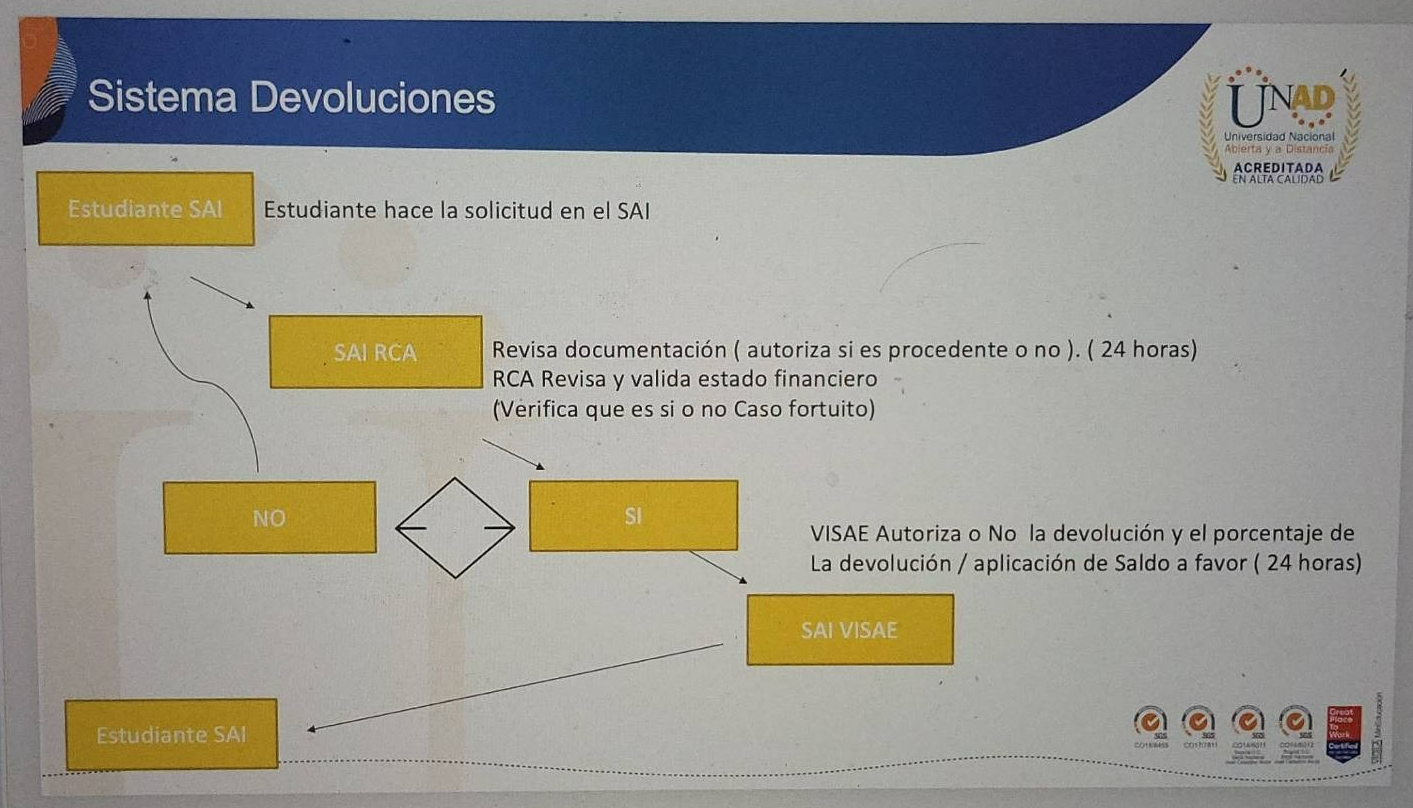 Sistema Devoluciones
UNAD
Universidad Nacional
Abierta y a Distancia
ACREDITADA
EN ALTA CALIDAD
Estudiante SAI
Estudiante hace la solicitud en el SAI
SAI RCA
Revisa documentación ( autoriza si es procedente o no ). ( 24 horas)
RCA Revisa y valida estado financiero
(Verifica que es si o no Caso fortuito)
NO
SI
VISAE Autoriza o No la devolución y el porcentaje de
La devolución / aplicación de Saldo a favor ( 24 horas)
SAI VISAE
Estudiante SAI
SGS
SGS
SGS
SGS
Great
Place
To
Work
Certified
MinEducación